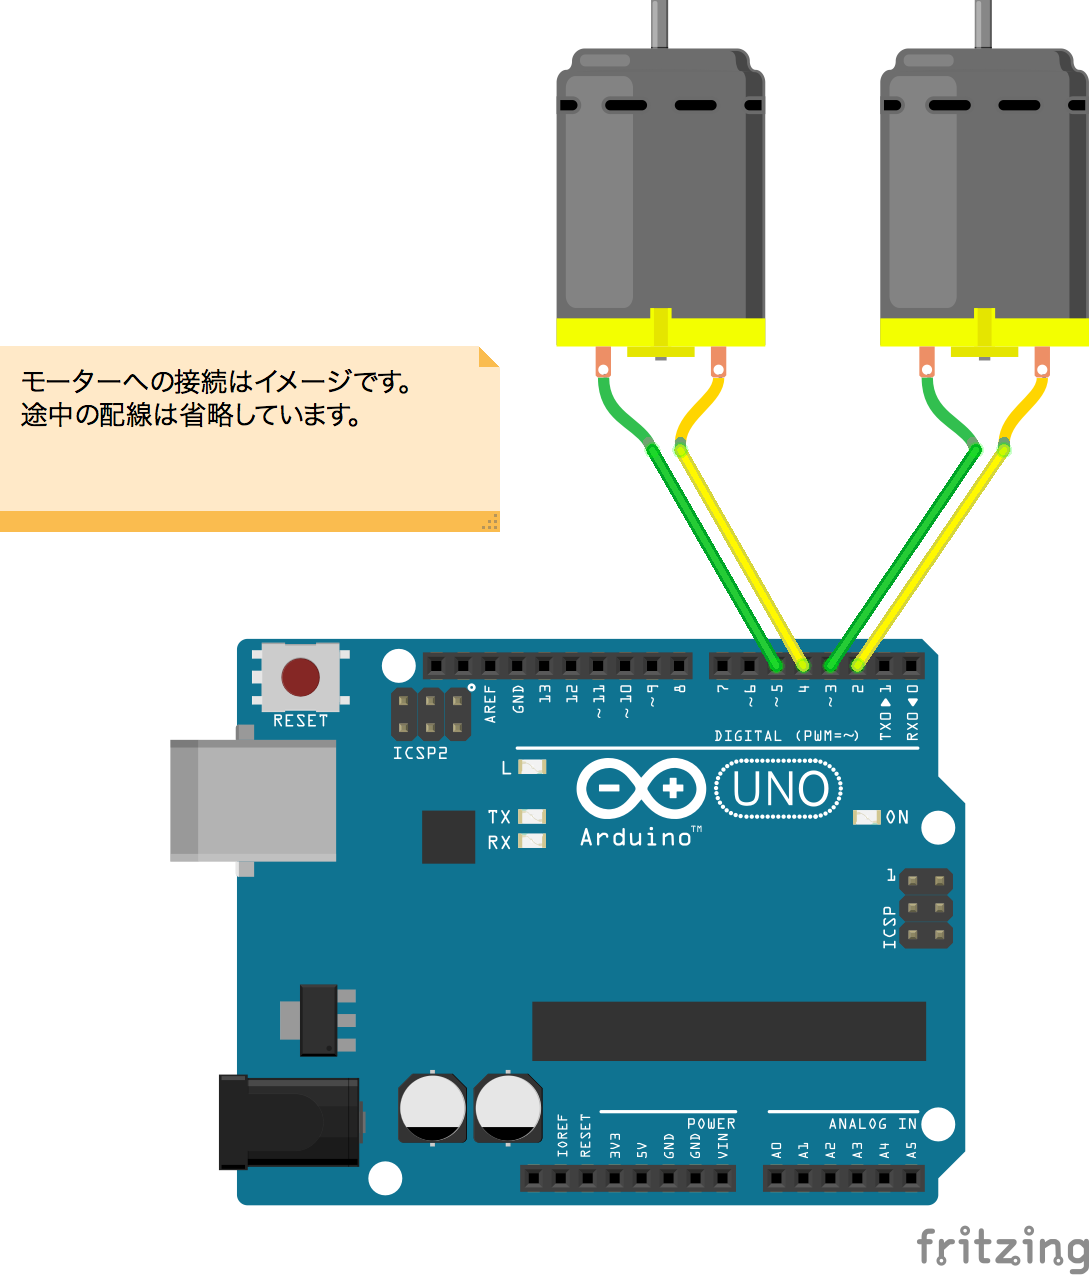 モーターへの接続はイメージです。
途中の配線は省略しています。
RESET
ICSP2
AREF
GND
13
12
~11
~10
~9
8
7
~6
~5
4
~3
2
TX0▶1
RX0◀0
DIGITAL (PWM=~)
L
TX
RX
UNO
Arduino™
ON
1
ICSP
IOREF
RESET
3V3
5V
GND
GND
VIN
POWER
ANALOG IN
A0
A1
A2
A3
A4
A5
fritzing